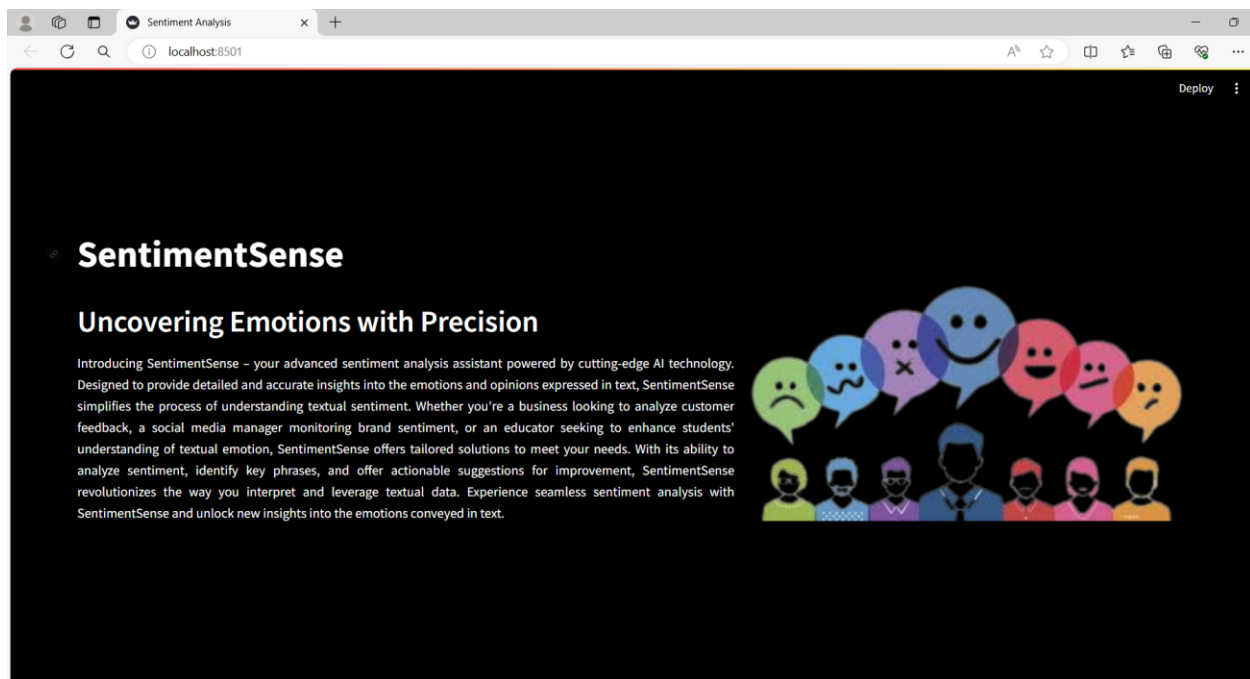 Sentiment Analysis
localhost:8501
Deploy
SentimentSense
Uncovering Emotions with Precision
Introducing SentimentSense – your advanced sentiment analysis assistant powered by cutting-edge AI technology.
Designed to provide detailed and accurate insights into the emotions and opinions expressed in text, SentimentSense
simplifies the process of understanding textual sentiment. Whether you're a business looking to analyze customer
feedback, a social media manager monitoring brand sentiment, or an educator seeking to enhance students'
understanding of textual emotion, SentimentSense offers tailored solutions to meet your needs. With its ability to
analyze sentiment, identify key phrases, and offer actionable suggestions for improvement, SentimentSense
revolutionizes the way you interpret and leverage textual data. Experience seamless sentiment analysis with
SentimentSense and unlock new insights into the emotions conveyed in text.